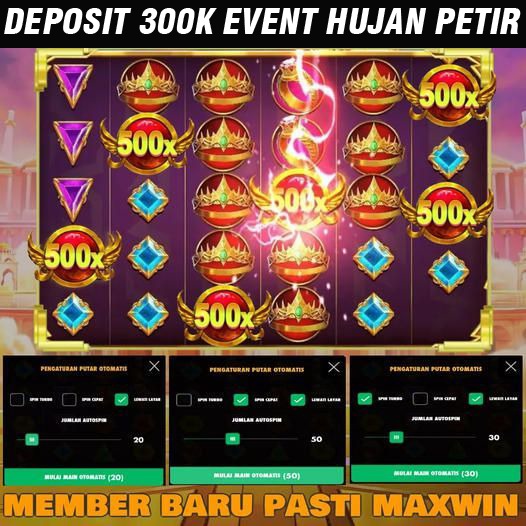 DEPOSIT 300K EVENT HUJAN PETIR
500x
500x
500x
500x
500x
500x
PENGATURAN PUTAR OTOMATIS
SPIN TURBO SPIN CEPAT LEWATI LAYAR
JUMLAH AUTOSPIN
20
MULAI MAIN OTOMATIS (20)
PENGATURAN PUTAR OTOMATIS
SPIN TURBO SPIN CEPAT LEWATI LAYAR
JUMLAH AUTOSPIN
50
MULAI MAIN OTOMATIS (50)
PENGATURAN PUTAR OTOMATIS
SPIN TURBO SPIN CEPAT LEWATI LAYAR
JUMLAH AUTOSPIN
30
MULAI MAIN OTOMATIS (30)
MEMBER BARU PASTI MAXWIN